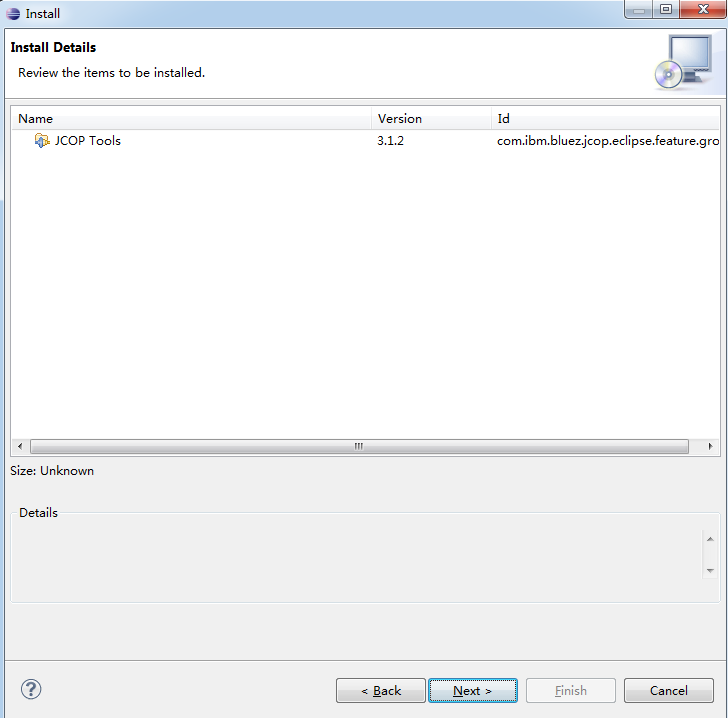 Install
Install Details
Review the items to be installed.
Name Version Id
JCOP Tools 3.1.2 com.ibm.bluez.jcop.eclipse.feature.gro
Size: Unknown
Details
< Back Next > Finish Cancel